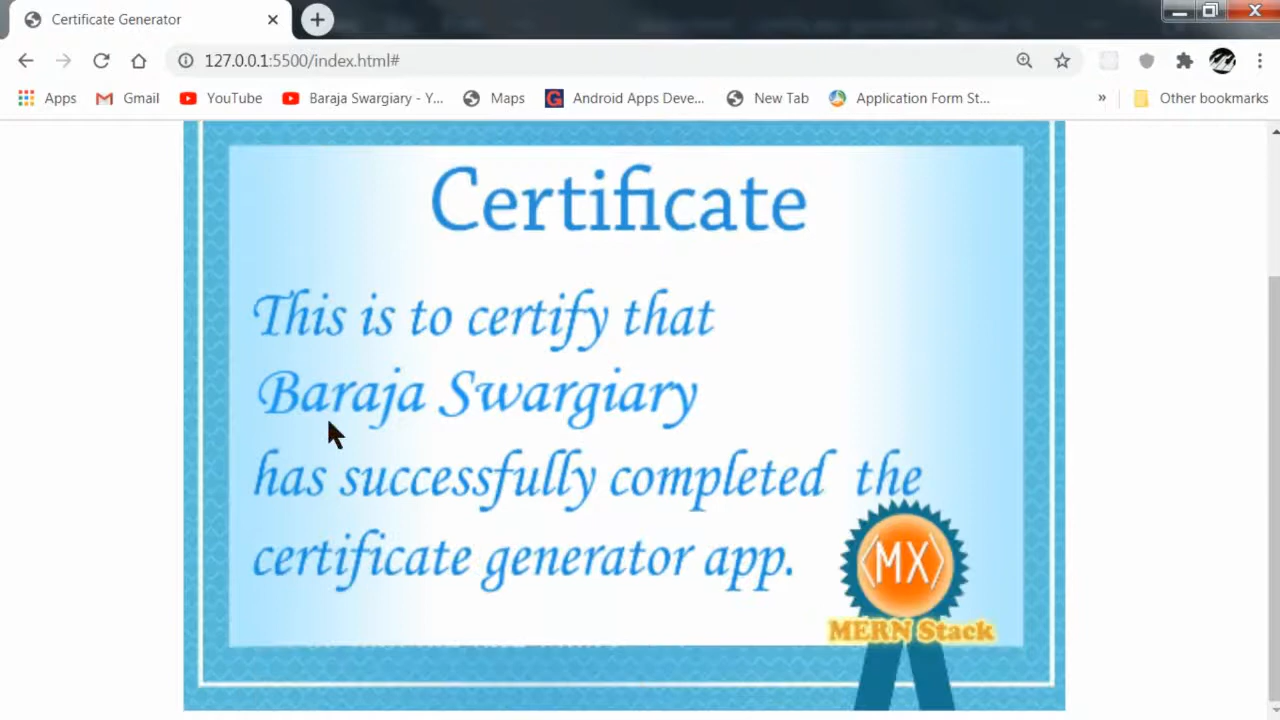 Certificate Generator
127.0.0.1:5500/index.html#
Apps Gmail YouTube Baraja Swargiary - Y... Maps Android Apps Deve... New Tab Application Form St... » Other bookmarks
Certificate
This is to certify that
Baraja Swargiary
has successfully completed the
certificate generator app.
<MX>
MERN Stack